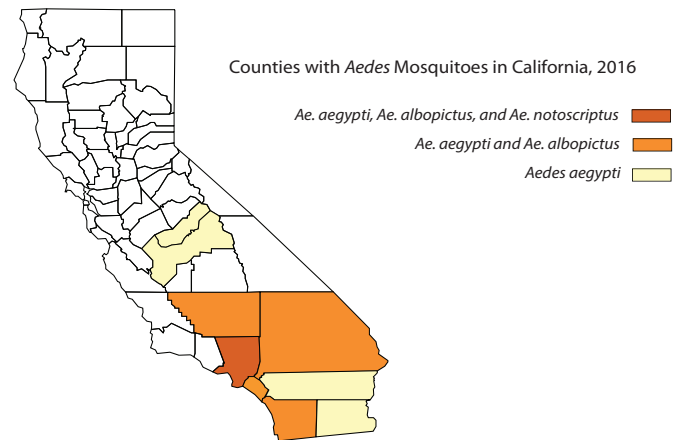 Counties with Aedes Mosquitoes in California, 2016
Ae. aegypti, Ae. albopictus, and Ae. notoscriptus
Ae. aegypti and Ae. albopictus
Aedes aegypti